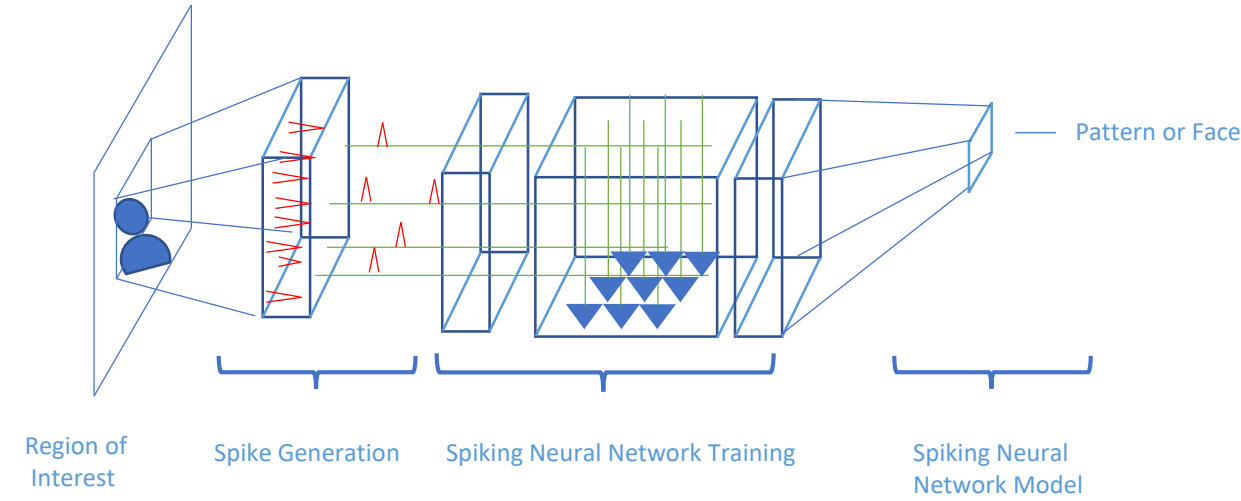 Pattern or Face
Region of
Interest
Spike Generation
Spiking Neural Network Training
Spiking Neural
Network Model